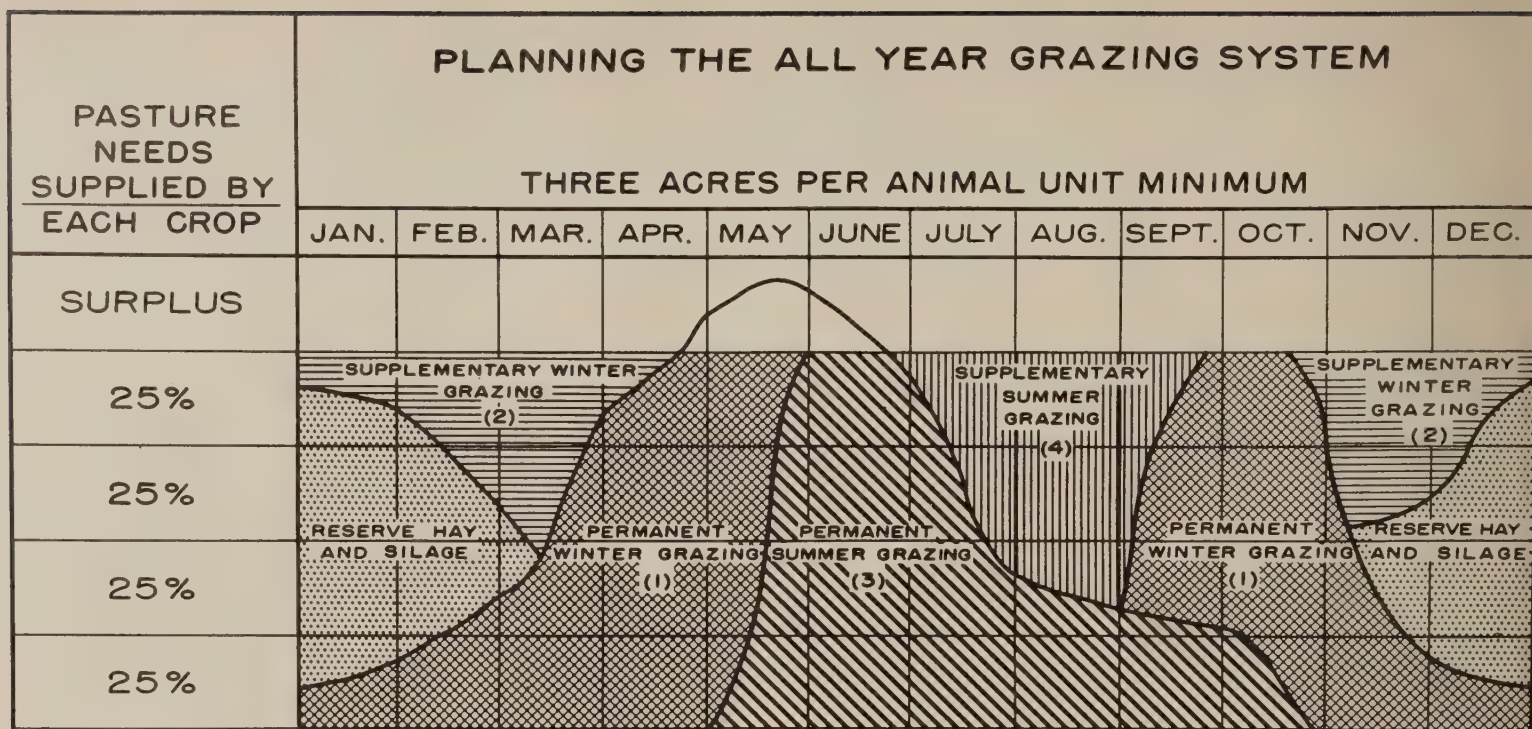 PLANNING THE ALL YEAR GRAZING SYSTEM
PASTURE
NEEDS
SUPPLIED BY
EACH CROP
THREE ACRES PER ANIMAL UNIT MINIMUM
JAN. FEB. MAR. APR. MAY JUNE JULY AUG. SEPT. OCT. NOV. DEC.
SURPLUS
25%
25%
25%
25%
SUPPLEMENTARY WINTER
GRAZING
(2)
RESERVE HAY
AND SILAGE
PERMANENT
WINTER GRAZING
(1)
PERMANENT
SUMMER GRAZING
(3)
SUPPLEMENTARY
SUMMER
GRAZING
(4)
PERMANENT
WINTER GRAZING
(1)
SUPPLEMENTARY
WINTER
GRAZING
(2)
RESERVE HAY
AND SILAGE